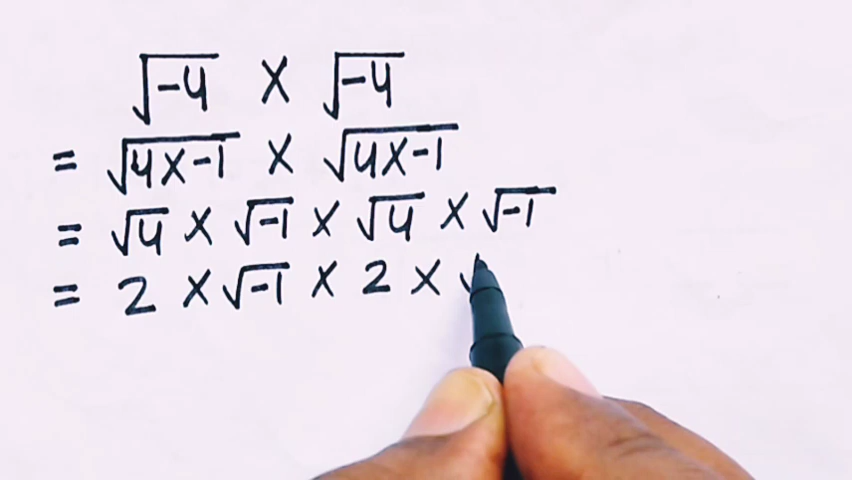 √-4 × √-4
= √4×-1 × √4×-1
= √4 × √-1 × √4 × √-1
= 2 × √-1 × 2 × √